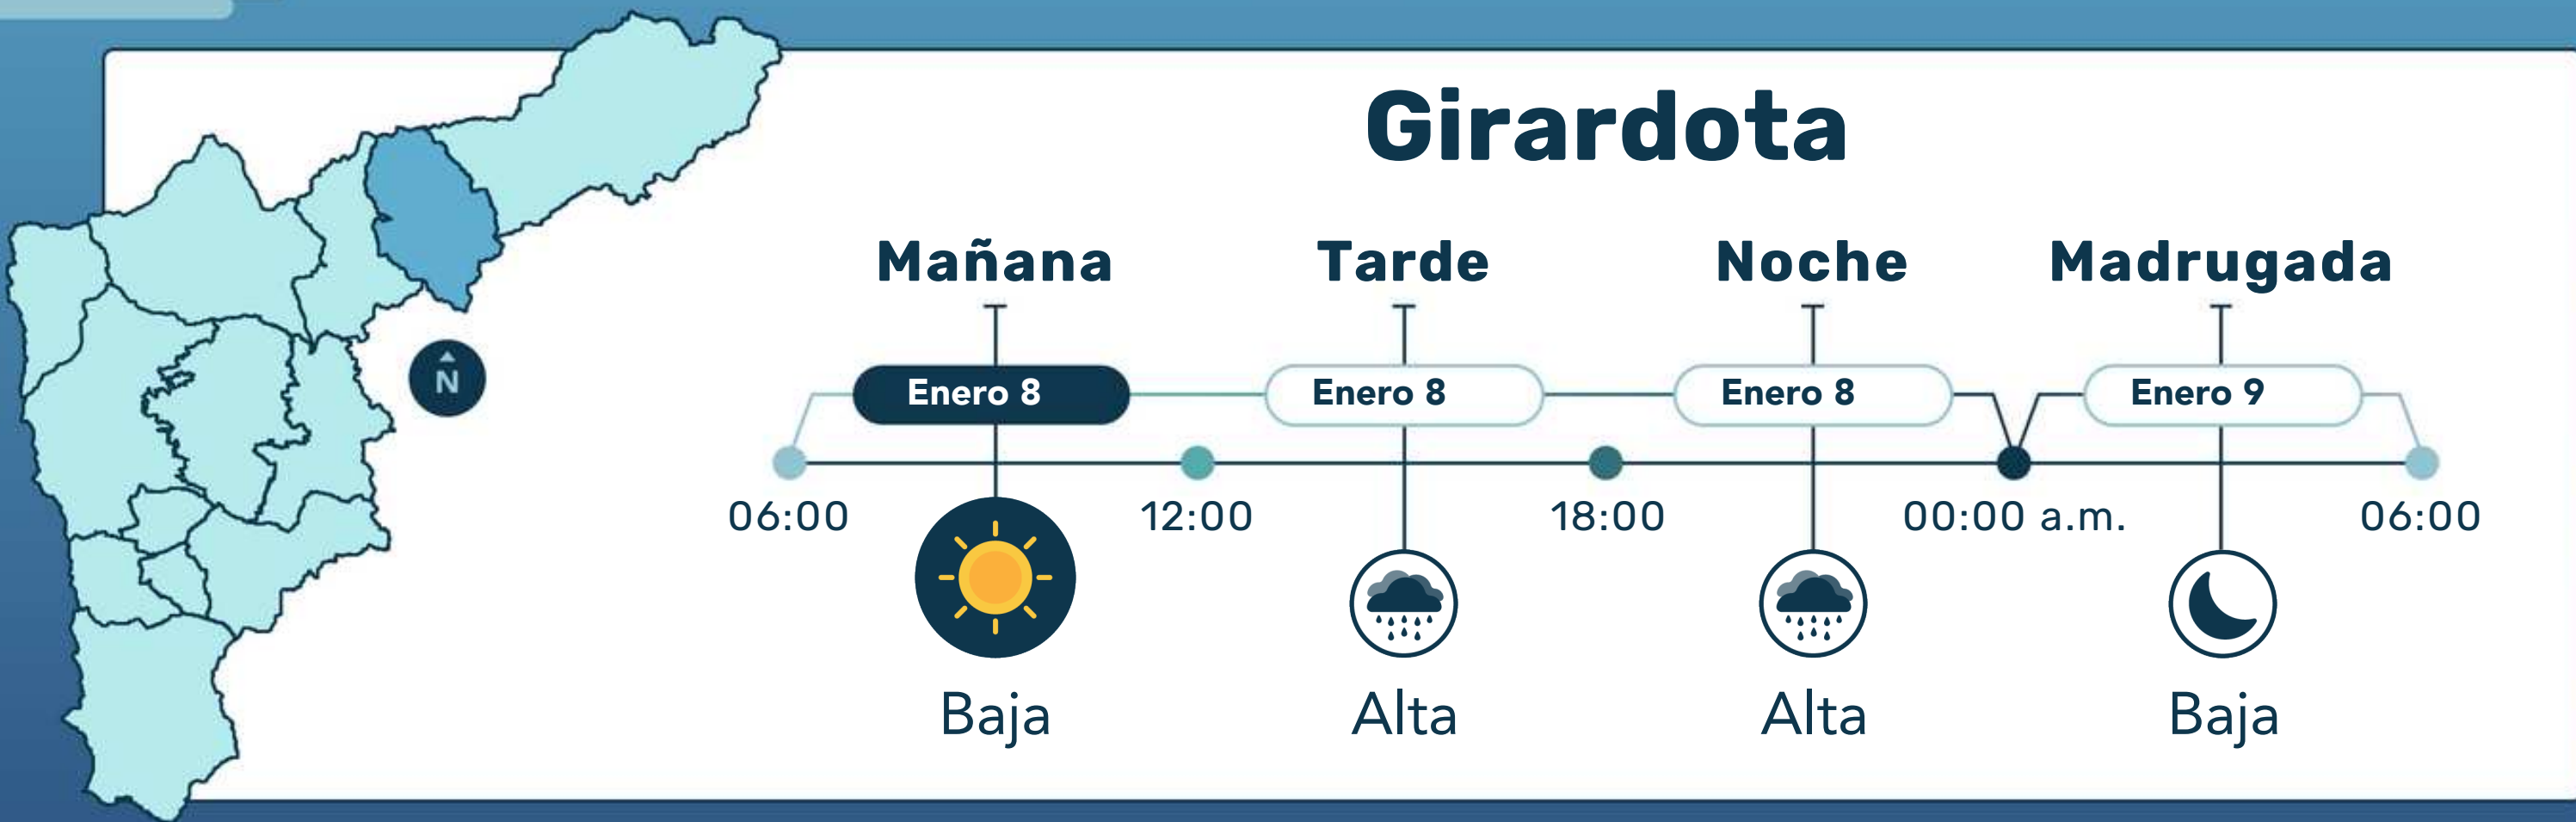 Girardota
Mañana Tarde Noche Madrugada
Enero 8 Enero 8 Enero 8 Enero 9
N
06:00 12:00 18:00 00:00 a.m. 06:00
Baja Alta Alta Baja